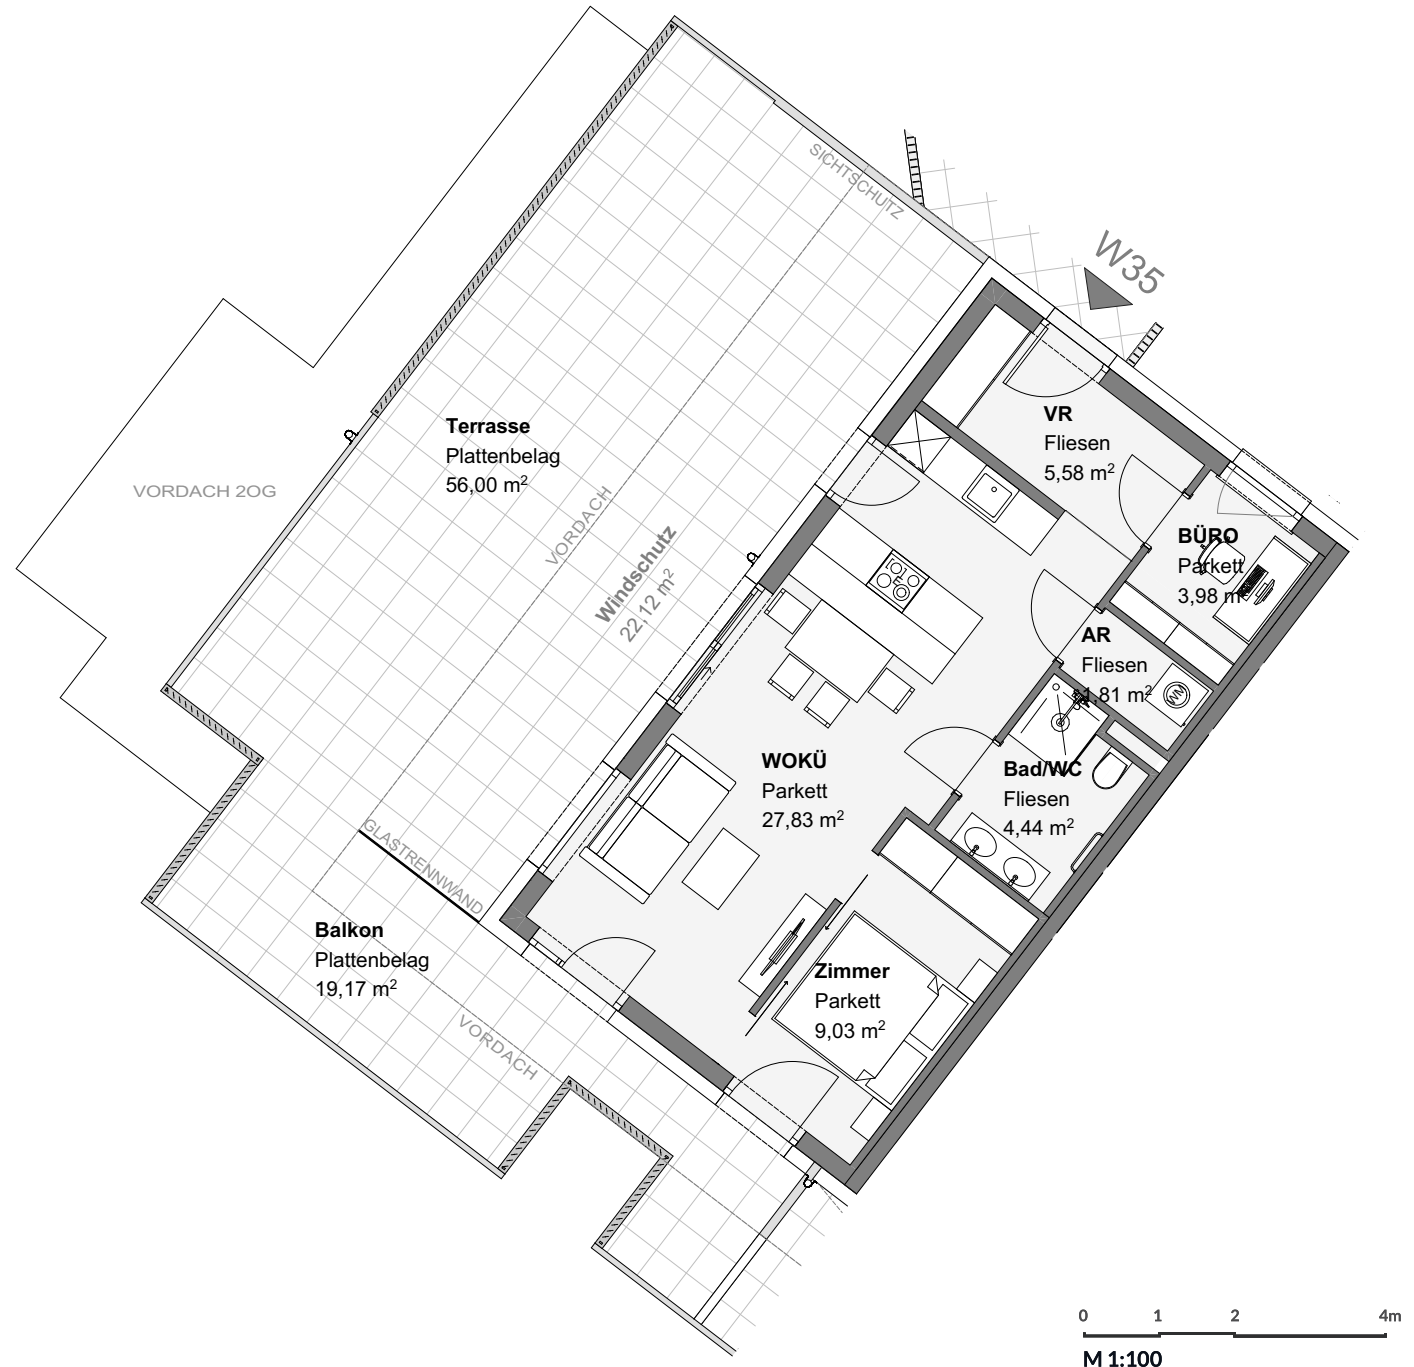 SICHTSCHUTZ
W35
VR
Fliesen
5,58 m²
Terrasse
Plattenbelag
56,00 m²
VORDACH 2OG
VORDACH
Windschutz
22,12 m²
BÜRO
Parkett
3,98 m²
AR
Fliesen
1,81 m²
WM
WOKÜ
Parkett
27,83 m²
Bad/WC
Fliesen
4,44 m²
GLASTRENNWAND
Balkon
Plattenbelag
19,17 m²
Zimmer
Parkett
9,03 m²
VORDACH
0 1 2 4m
M 1:100